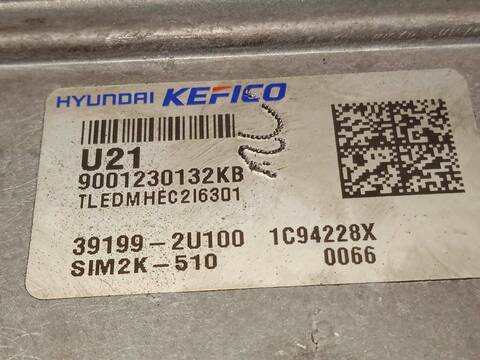 HYUNDAI KEFICO
U21
9001230132KB
TLEDMHEC2I6301
39199-2U100 1C94228X
SIM2K-510 0066